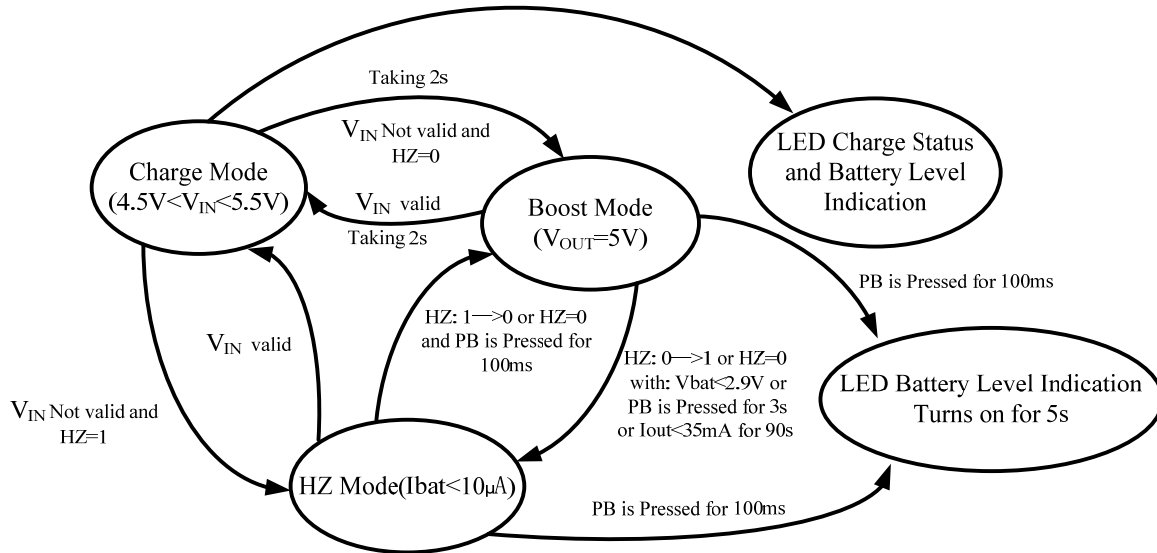 Taking 2s
V_IN Not valid and
HZ=0
Charge Mode
(4.5V<V_IN<5.5V)
V_IN valid
Taking 2s
Boost Mode
(V_OUT=5V)
LED Charge Status
and Battery Level
Indication
PB is Pressed for 100ms
HZ: 1—>0 or HZ=0
and PB is Pressed for
100ms
V_IN valid
HZ: 0—>1 or HZ=0
with: Vbat<2.9V or
PB is Pressed for 3s
or Iout<35mA for 90s
LED Battery Level Indication
Turns on for 5s
V_IN Not valid and
HZ=1
HZ Mode(Ibat<10μA)
PB is Pressed for 100ms